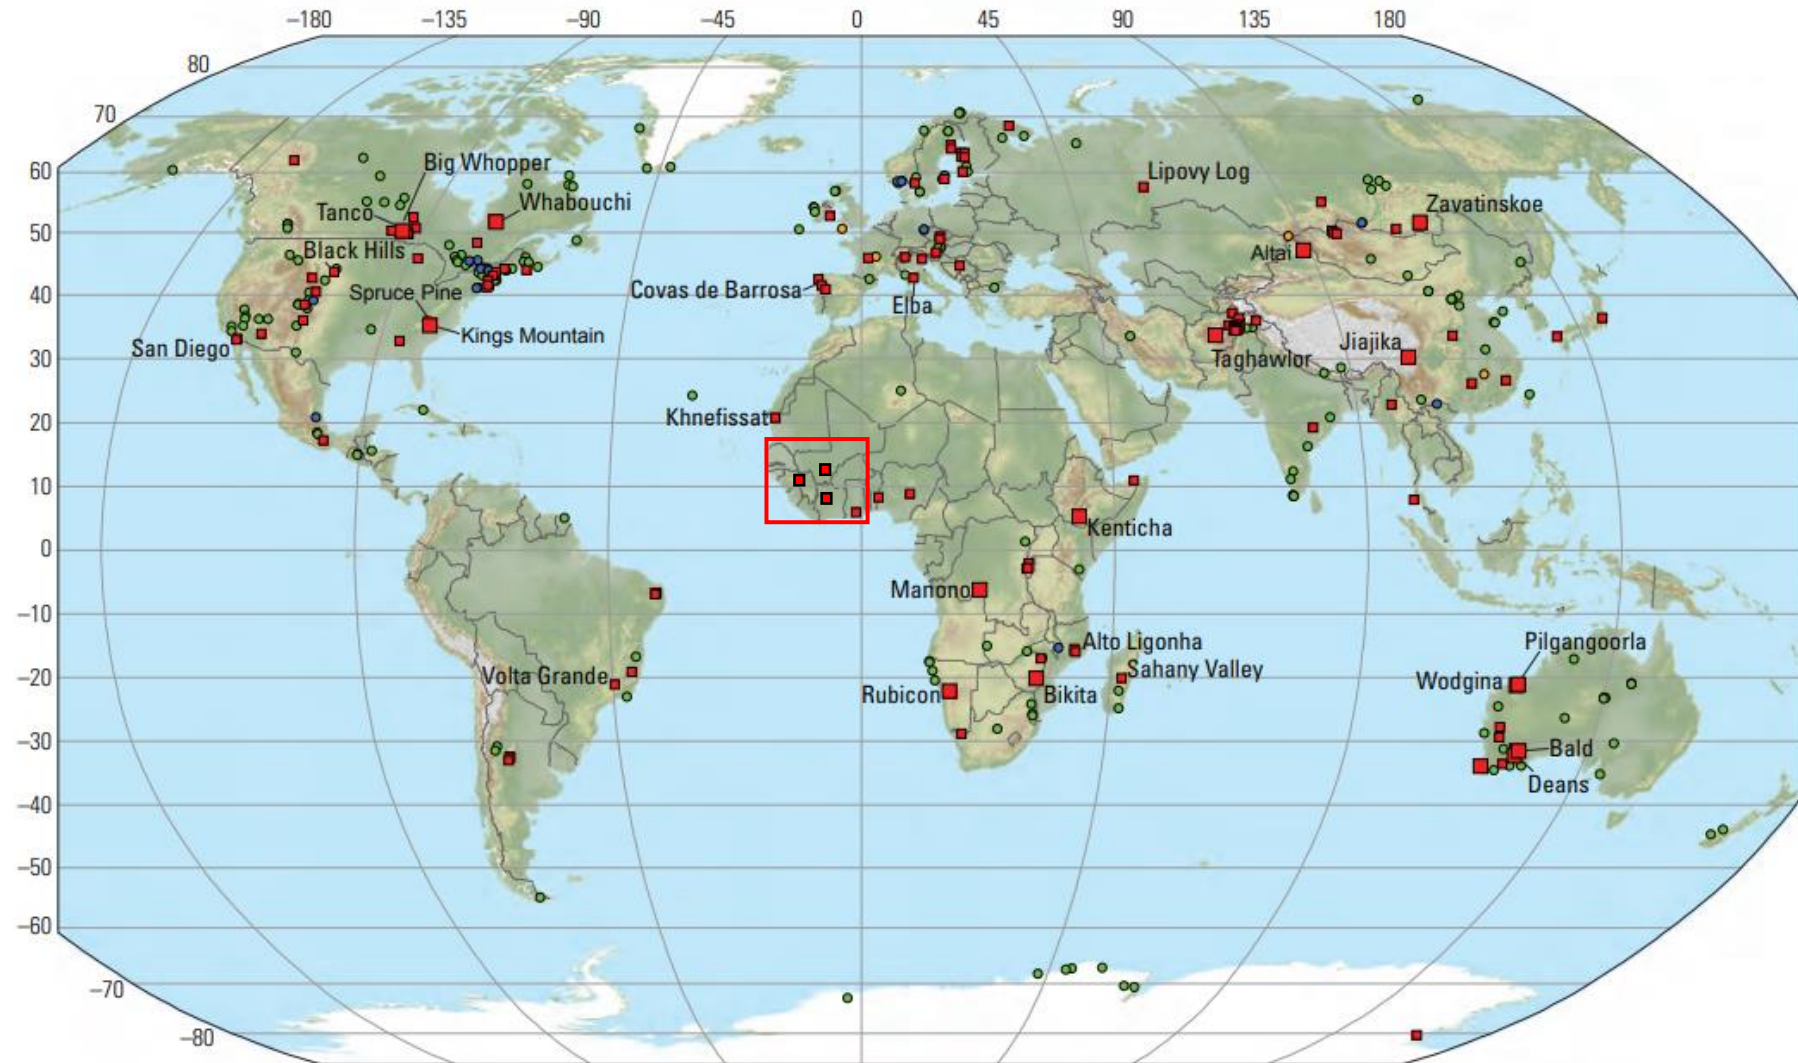 −180 −135 −90 −45 0 45 90 135 180
80
70
60
50
40
30
20
10
0
−10
−20
−30
−40
−50
−60
−70
−80
Big Whopper
Whabouchi
Tanco
Black Hills
Spruce Pine
Kings Mountain
San Diego
Covas de Barrosa
Elba
Lipovy Log
Zavatinskoe
Altai
Jiajika
Taghawlor
Khnefissat
Kenticha
Manono
Alto Ligonha
Sahany Valley
Volta Grande
Rubicon
Bikita
Pilgangoorla
Wodgina
Bald
Deans